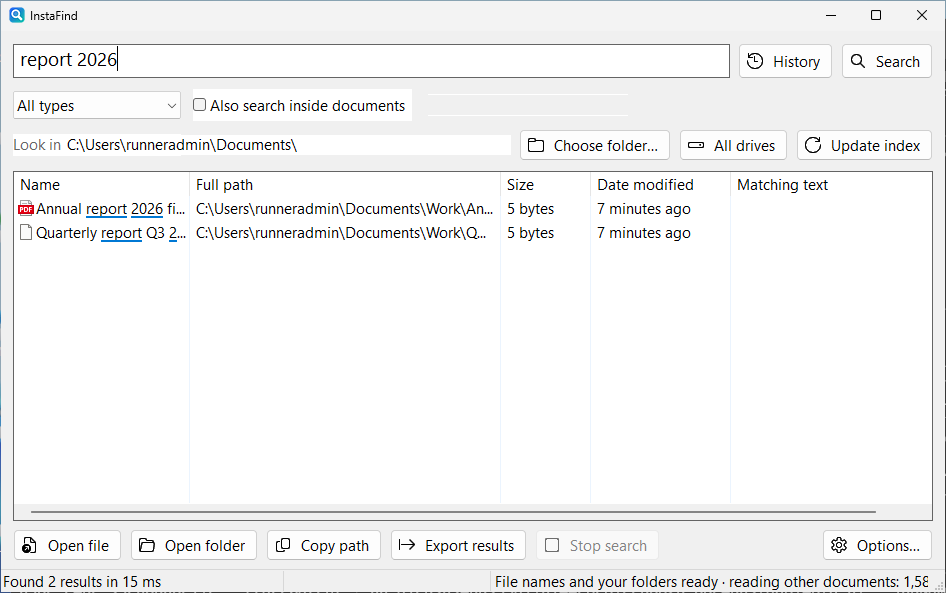 InstaFind
report 2026
History
Search
All types
Also search inside documents
Look in C:\Users\runneradmin\Documents\
Choose folder...
All drives
Update index
Name Full path Size Date modified Matching text
Annual report 2026 fi... C:\Users\runneradmin\Documents\Work\An... 5 bytes 7 minutes ago
Quarterly report Q3 2... C:\Users\runneradmin\Documents\Work\Q... 5 bytes 7 minutes ago
Open file
Open folder
Copy path
Export results
Stop search
Options...
Found 2 results in 15 ms
File names and your folders ready · reading other documents: 1,58